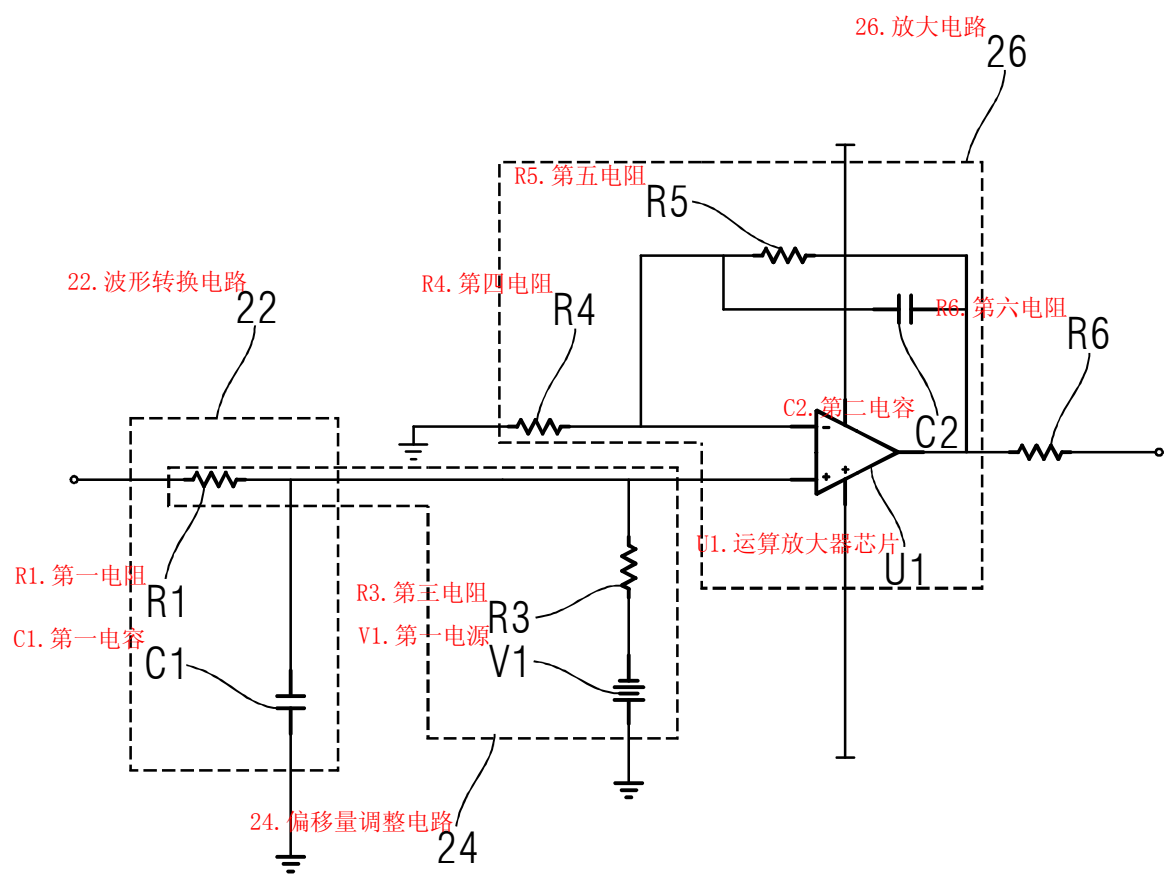 26.放大电路
26
R5.第五电阻
R5
22.波形转换电路
22
R4.第四电阻
R4
R6.第六电阻
R6
C2.第二电容
C2
U1.运算放大器芯片
U1
R1.第一电阻
R1
R3.第三电阻
R3
C1.第一电容
C1
V1.第一电源
V1
24.偏移量调整电路
24